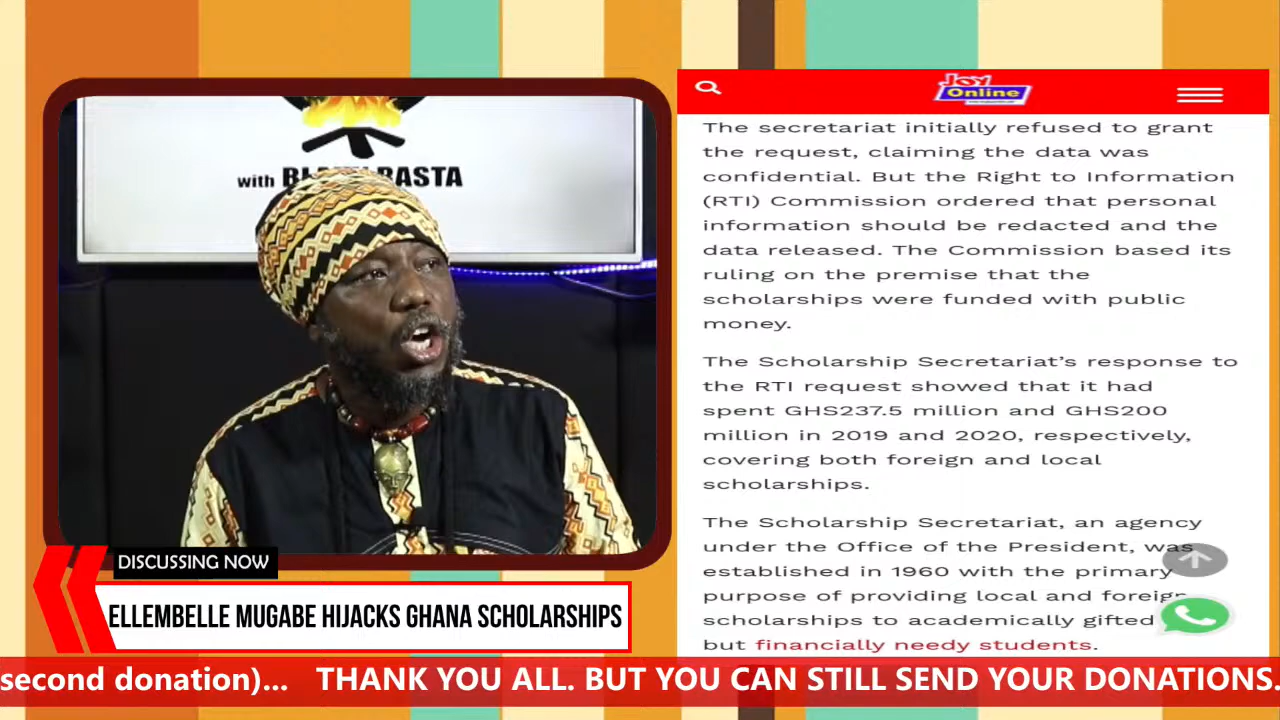 with BLAKK RASTA
Joy
Online
The secretariat initially refused to grant
the request, claiming the data was
confidential. But the Right to Information
(RTI) Commission ordered that personal
information should be redacted and the
data released. The Commission based its
ruling on the premise that the
scholarships were funded with public
money.
The Scholarship Secretariat’s response to
the RTI request showed that it had
spent GHS237.5 million and GHS200
million in 2019 and 2020, respectively,
covering both foreign and local
scholarships.
The Scholarship Secretariat, an agency
under the Office of the President, was
established in 1960 with the primary
purpose of providing local and foreign
scholarships to academically gifted
but financially needy students.
DISCUSSING NOW
ELLEMBELLE MUGABE HIJACKS GHANA SCHOLARSHIPS
second donation)... THANK YOU ALL. BUT YOU CAN STILL SEND YOUR DONATIONS.